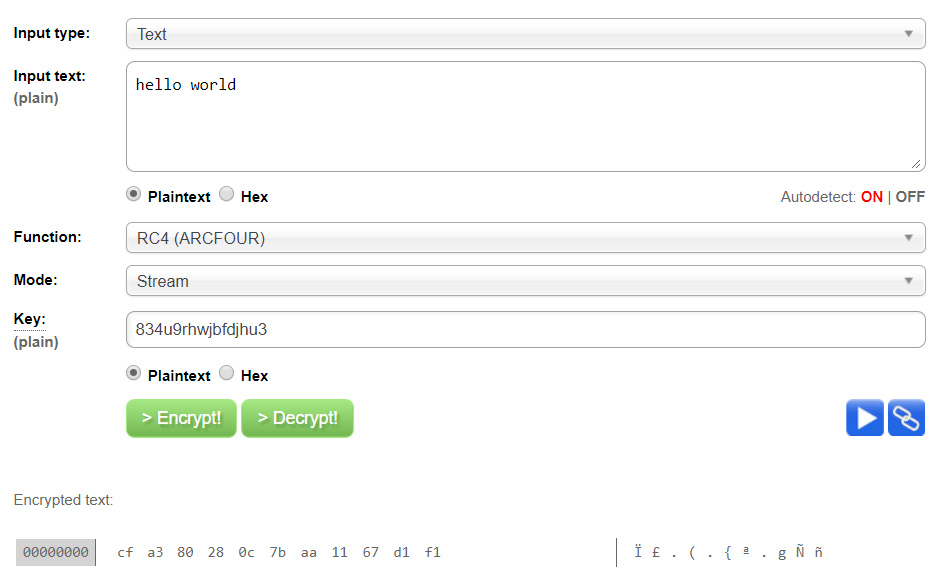 Input type: Text
Input text: hello world
(plain)
Plaintext Hex Autodetect: ON | OFF
Function: RC4 (ARCFOUR)
Mode: Stream
Key: 834u9rhwjbfdjhu3
(plain)
Plaintext Hex
> Encrypt! > Decrypt!
Encrypted text:
00000000 cf a3 80 28 0c 7b aa 11 67 d1 f1 Ï £ . ( . { ª . g Ñ ñ